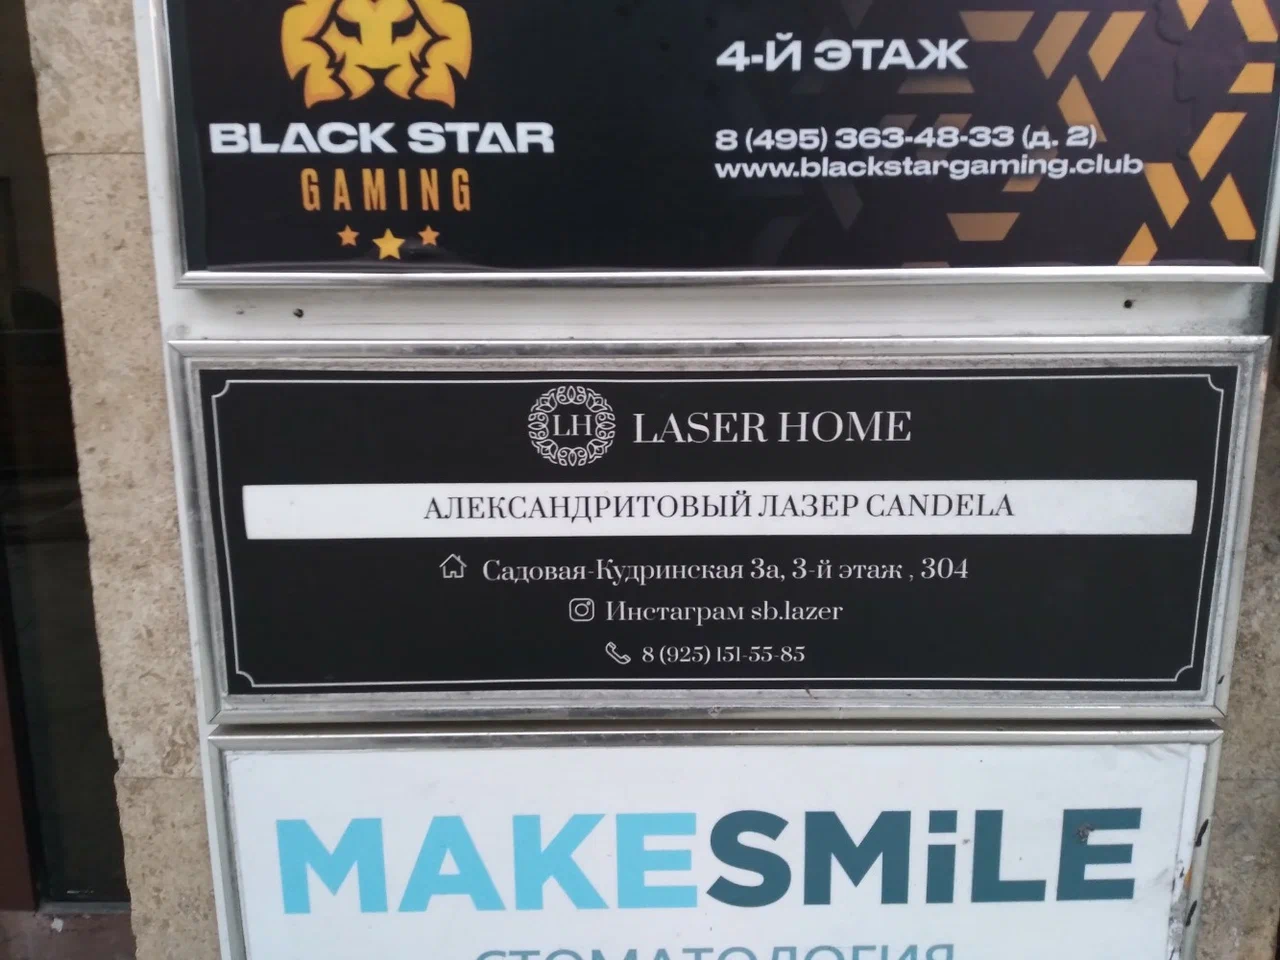 BLACK STAR
GAMING
4-Й ЭТАЖ
8 (495) 363-48-33 (д. 2)
www.blackstargaming.club
LH LASER HOME
АЛЕКСАНДРИТОВЫЙ ЛАЗЕР CANDELA
Садовая-Кудринская 3а, 3-й этаж , 304
Инстаграм sb.lazer
8 (925) 151-55-85
MAKESMiLE
СТОМАТОЛОГИЯ